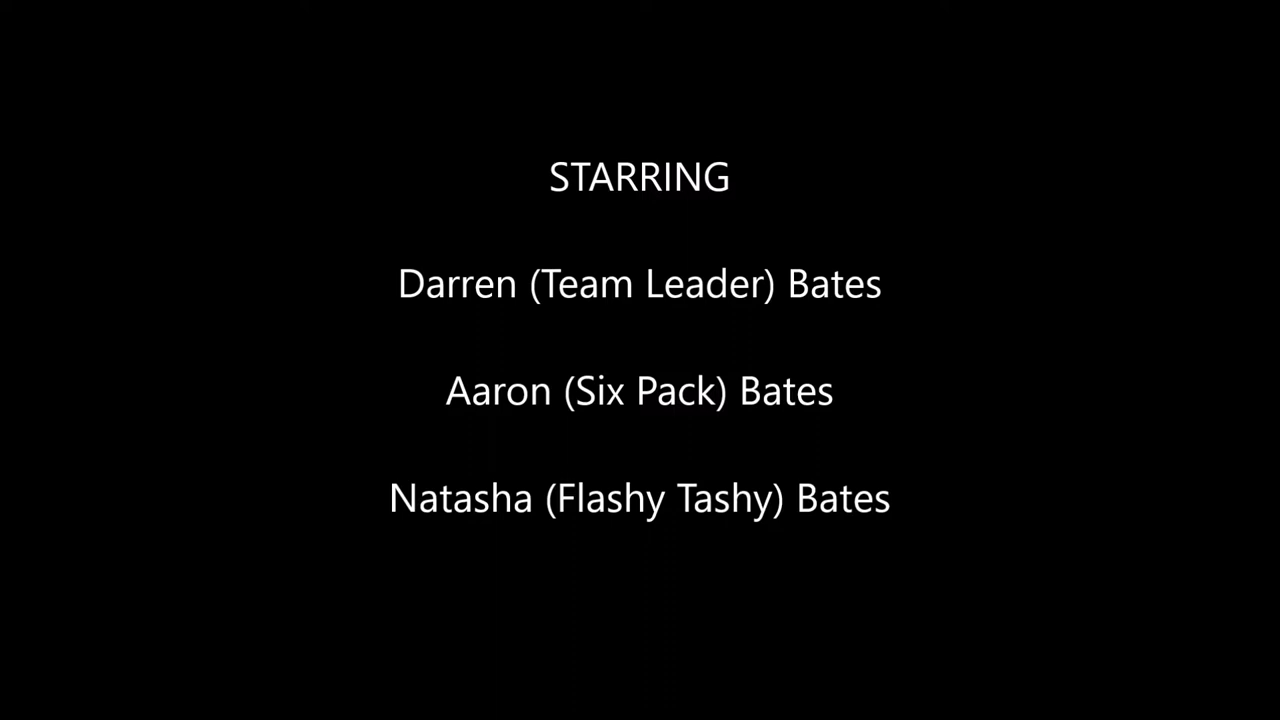 STARRING
Darren (Team Leader) Bates
Aaron (Six Pack) Bates
Natasha (Flashy Tashy) Bates